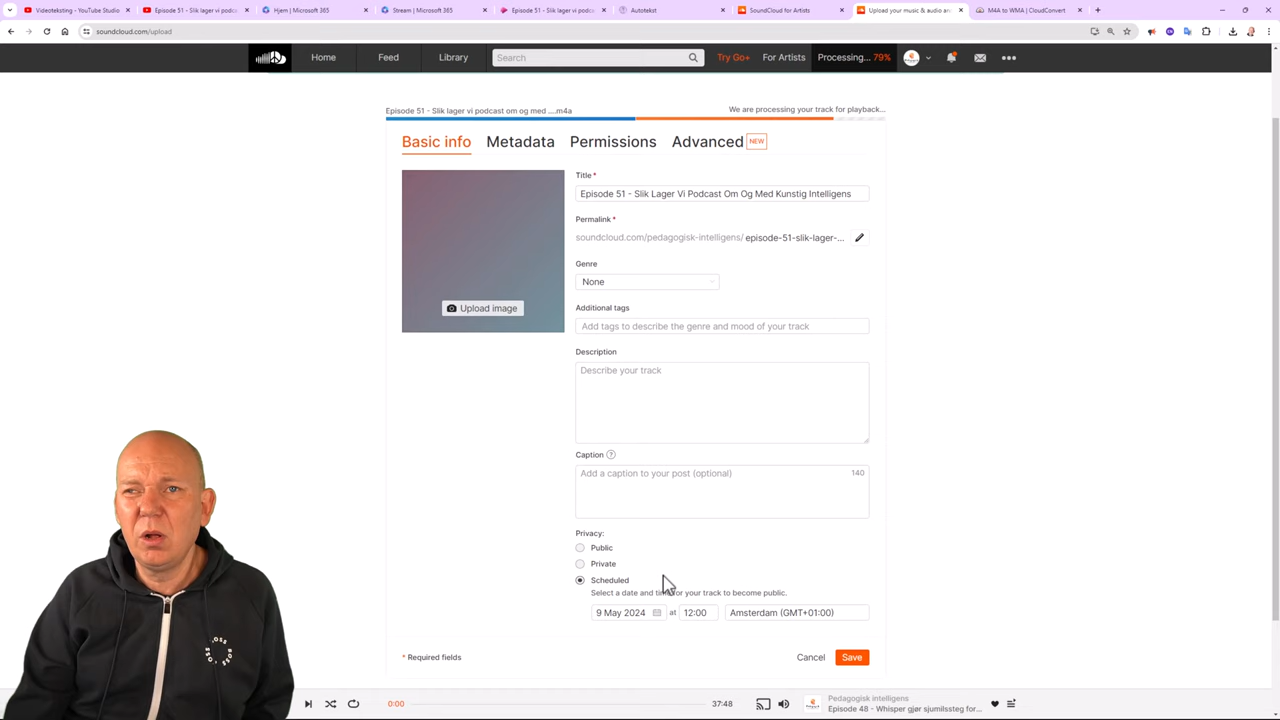 Videoteksting - YouTube Studio
Episode 51 - Slik lager vi podca
Hjem | Microsoft 365
Stream | Microsoft 365
Episode 51 - Slik lager vi podca
Autotekst
SoundCloud for Artists
Upload your music & audio an
M4A to WMA | CloudConvert
soundcloud.com/upload
Home
Feed
Library
Search
Try Go+
For Artists
Processing... 79%
Episode 51 - Slik lager vi podcast om og med ....m4a
We are processing your track for playback...
Basic info
Metadata
Permissions
Advanced
NEW
Title *
Episode 51 - Slik Lager Vi Podcast Om Og Med Kunstig Intelligens
Permalink *
soundcloud.com/pedagogisk-intelligens/ episode-51-slik-lager-...
Genre
None
Upload image
Additional tags
Add tags to describe the genre and mood of your track
Description
Describe your track
Caption ?
Add a caption to your post (optional)
140
Privacy:
Public
Private
Scheduled
Select a date and time for your track to become public.
9 May 2024 at 12:00 Amsterdam (GMT+01:00)
* Required fields
Cancel
Save
0:00
37:48
Pedagogisk intelligens
Episode 48 - Whisper gjør sjumilssteg for...